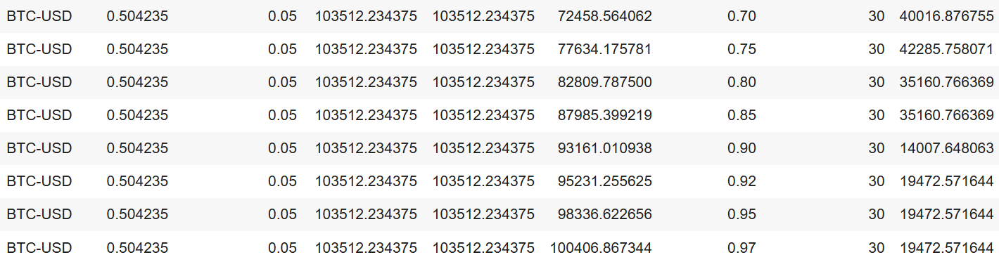 BTC-USD 0.504235 0.05 103512.234375 103512.234375 72458.564062 0.70 30 40016.876755
BTC-USD 0.504235 0.05 103512.234375 103512.234375 77634.175781 0.75 30 42285.758071
BTC-USD 0.504235 0.05 103512.234375 103512.234375 82809.787500 0.80 30 35160.766369
BTC-USD 0.504235 0.05 103512.234375 103512.234375 87985.399219 0.85 30 35160.766369
BTC-USD 0.504235 0.05 103512.234375 103512.234375 93161.010938 0.90 30 14007.648063
BTC-USD 0.504235 0.05 103512.234375 103512.234375 95231.255625 0.92 30 19472.571644
BTC-USD 0.504235 0.05 103512.234375 103512.234375 98336.622656 0.95 30 19472.571644
BTC-USD 0.504235 0.05 103512.234375 103512.234375 100406.867344 0.97 30 19472.571644